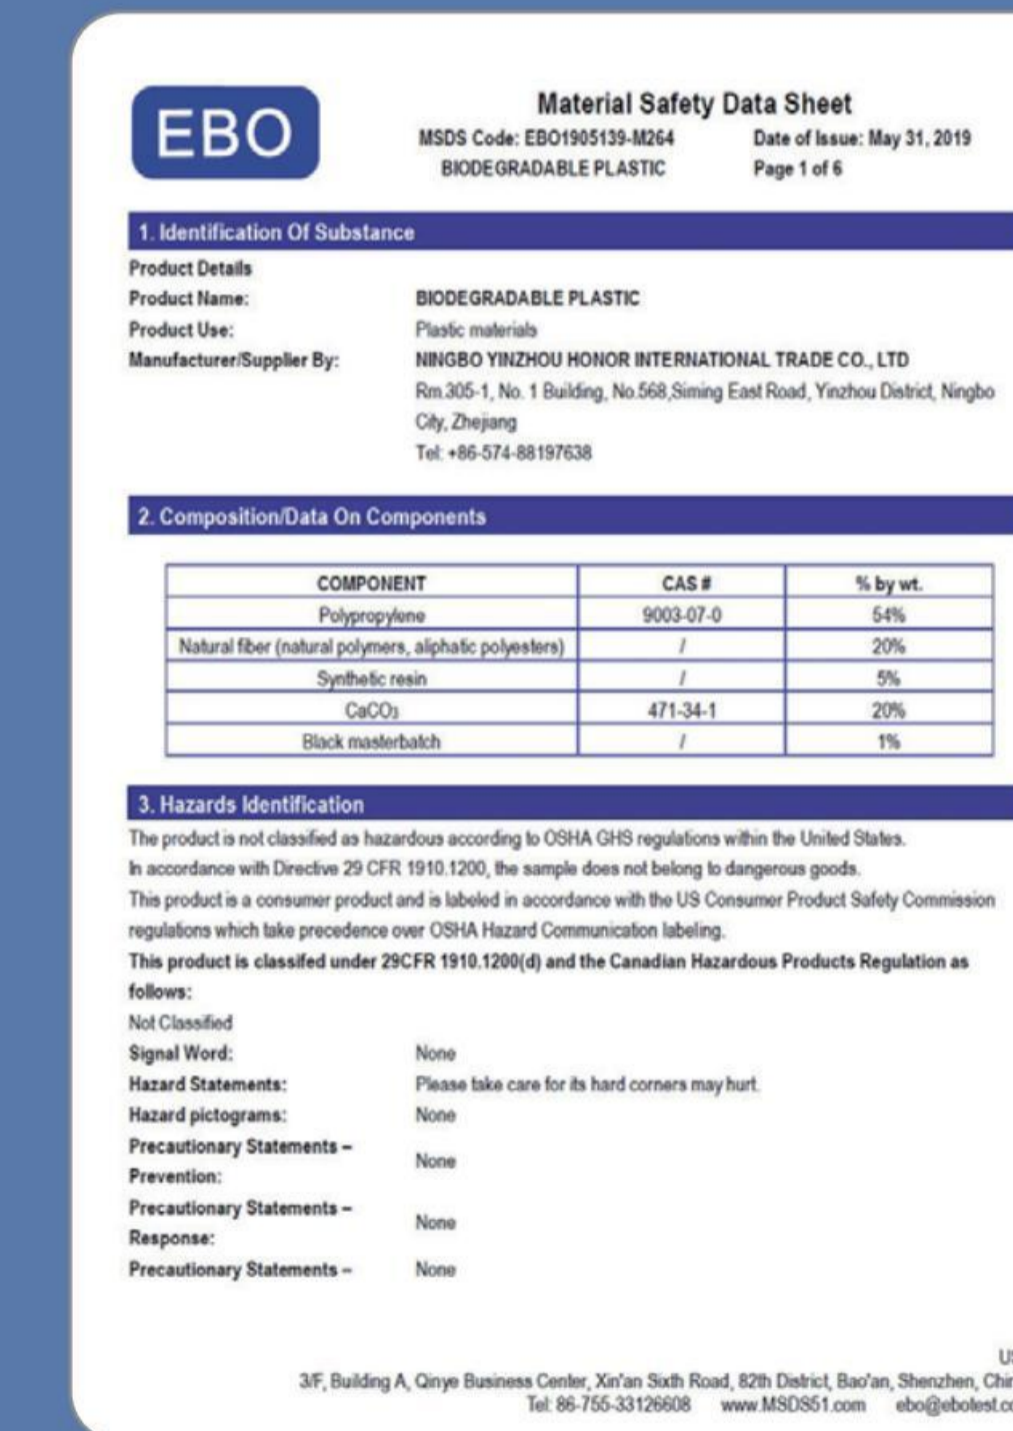 EBO
Material Safety Data Sheet
MSDS Code: EBO1905139-M264 Date of Issue: May 31, 2019
BIODEGRADABLE PLASTIC Page 1 of 6
1. Identification Of Substance
Product Details
Product Name: BIODEGRADABLE PLASTIC
Product Use: Plastic materials
Manufacturer/Supplier By: NINGBO YINZHOU HONOR INTERNATIONAL TRADE CO., LTD
Rm.305-1, No. 1 Building, No.568,Siming East Road, Yinzhou District, Ningbo
City, Zhejiang
Tel: +86-574-88197638
2. Composition/Data On Components
COMPONENT CAS # % by wt.
Polypropylene 9003-07-0 54%
Natural fiber (natural polymers, aliphatic polyesters) / 20%
Synthetic resin / 5%
CaCO₃ 471-34-1 20%
Black masterbatch / 1%
3. Hazards Identification
The product is not classified as hazardous according to OSHA GHS regulations within the United States.
In accordance with Directive 29 CFR 1910.1200, the sample does not belong to dangerous goods.
This product is a consumer product and is labeled in accordance with the US Consumer Product Safety Commission
regulations which take precedence over OSHA Hazard Communication labeling.
This product is classifed under 29CFR 1910.1200(d) and the Canadian Hazardous Products Regulation as
follows:
Not Classified
Signal Word: None
Hazard Statements: Please take care for its hard corners may hurt.
Hazard pictograms: None
Precautionary Statements –
Prevention: None
Precautionary Statements –
Response: None
Precautionary Statements – None
3/F, Building A, Qinye Business Center, Xin'an Sixth Road, 82th District, Bao'an, Shenzhen,
Tel: 86-755-33126608 www.MSDS51.com